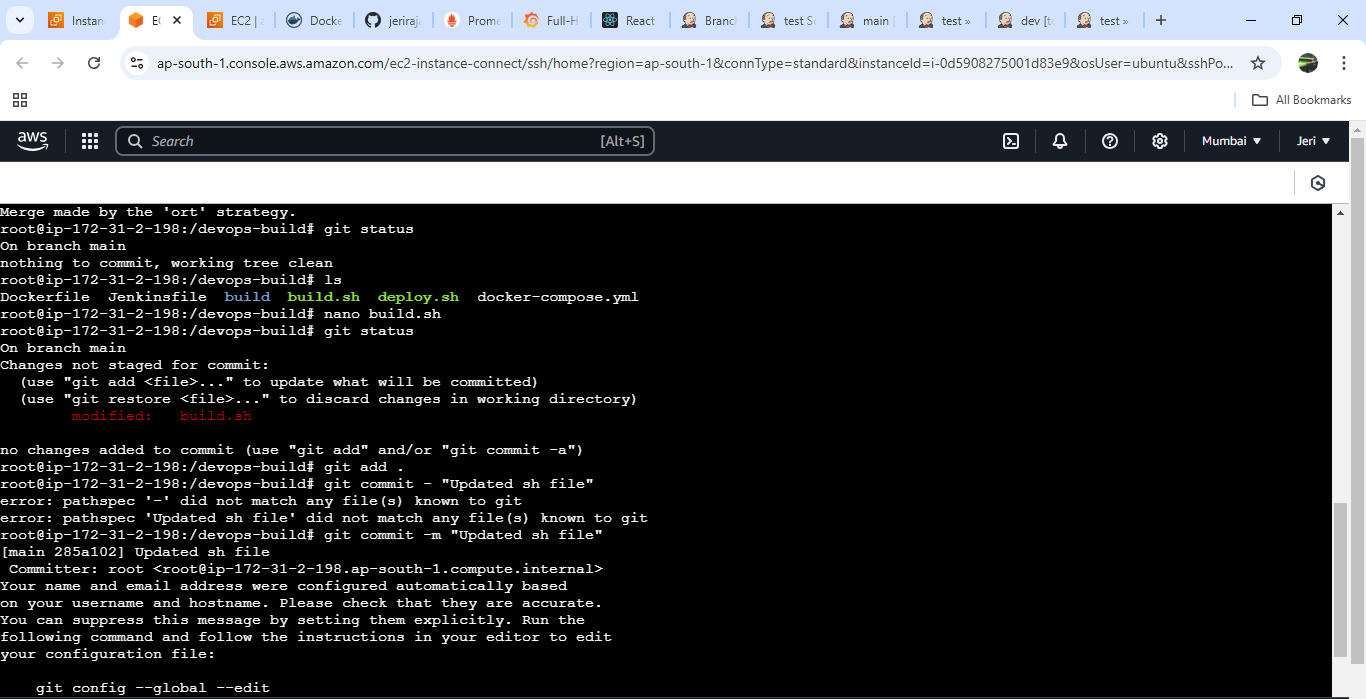 Instan
EC
EC2 | a
Docke
jeriraja
Prome
Full-H
React
Branch
test So
main [
test »
dev [te
test »
ap-south-1.console.aws.amazon.com/ec2-instance-connect/ssh/home?region=ap-south-1&connType=standard&instanceId=i-0d5908275001d83e9&osUser=ubuntu&sshPo...
All Bookmarks
aws
Search
[Alt+S]
Mumbai
Jeri
Merge made by the 'ort' strategy.
root@ip-172-31-2-198:/devops-build# git status
On branch main
nothing to commit, working tree clean
root@ip-172-31-2-198:/devops-build# ls
Dockerfile  Jenkinsfile  build  build.sh  deploy.sh  docker-compose.yml
root@ip-172-31-2-198:/devops-build# nano build.sh
root@ip-172-31-2-198:/devops-build# git status
On branch main
Changes not staged for commit:
  (use "git add <file>..." to update what will be committed)
  (use "git restore <file>..." to discard changes in working directory)
        modified:   build.sh
no changes added to commit (use "git add" and/or "git commit -a")
root@ip-172-31-2-198:/devops-build# git add .
root@ip-172-31-2-198:/devops-build# git commit - "Updated sh file"
error: pathspec '-' did not match any file(s) known to git
error: pathspec 'Updated sh file' did not match any file(s) known to git
root@ip-172-31-2-198:/devops-build# git commit -m "Updated sh file"
[main 285a102] Updated sh file
 Committer: root <root@ip-172-31-2-198.ap-south-1.compute.internal>
Your name and email address were configured automatically based
on your username and hostname. Please check that they are accurate.
You can suppress this message by setting them explicitly. Run the
following command and follow the instructions in your editor to edit
your configuration file:
    git config --global --edit